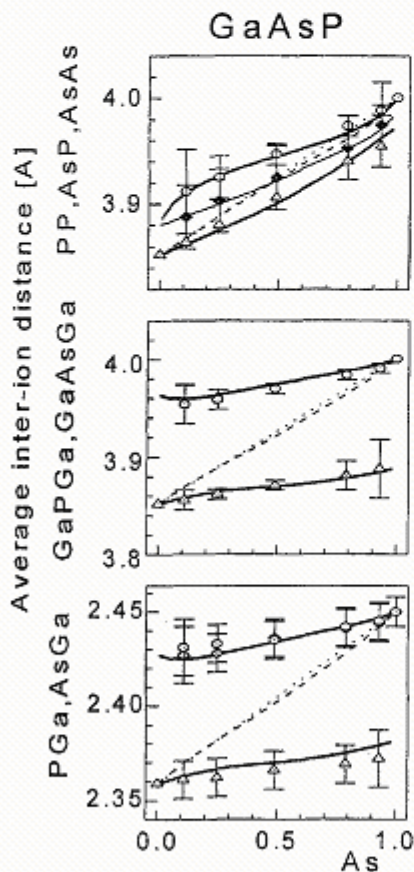 GaAsP
Average inter-ion distance [A]
PP,AsP,AsAs
4.0
3.9
GaPGa,GaAsGa
4.0
3.9
3.8
PGa,AsGa
2.45
2.40
2.35
0.0
0.5
1.0
As